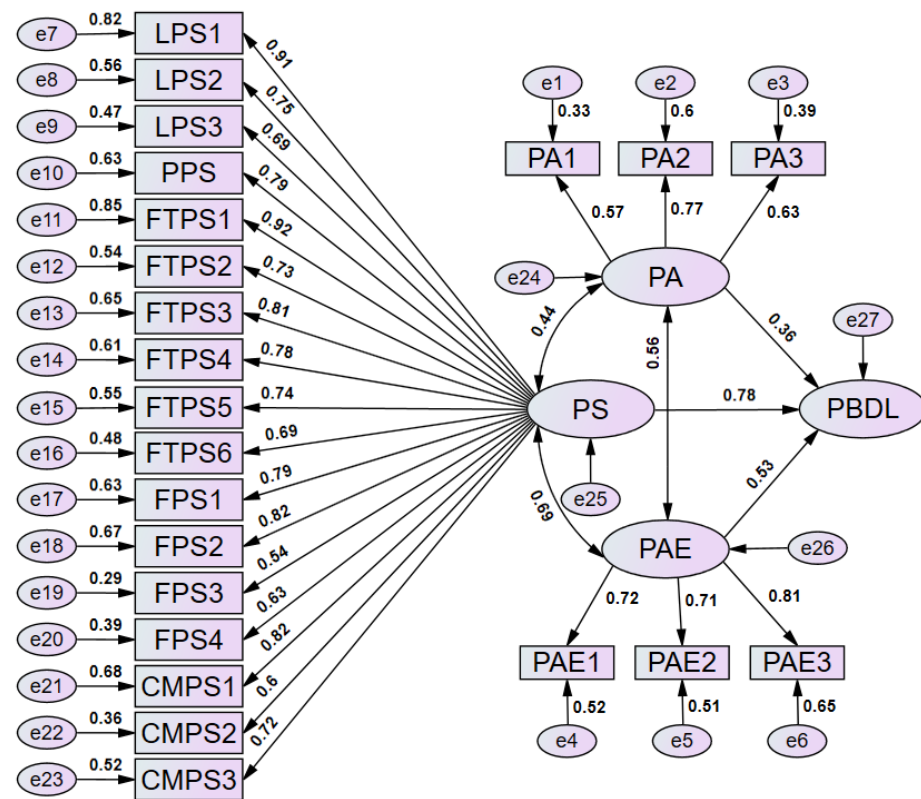 e7 0.82 LPS1 0.91
e8 0.56 LPS2 0.75
e9 0.47 LPS3 0.69
e10 0.63 PPS 0.79
e11 0.85 FTPS1 0.92
e12 0.54 FTPS2 0.73
e13 0.65 FTPS3 0.81
e14 0.61 FTPS4 0.78
e15 0.55 FTPS5 0.74
e16 0.48 FTPS6 0.69
e17 0.63 FPS1 0.79
e18 0.67 FPS2 0.82
e19 0.29 FPS3 0.54
e20 0.39 FPS4 0.63
e21 0.68 CMPS1 0.82
e22 0.36 CMPS2 0.6
e23 0.52 CMPS3 0.72
e1 e2 e3
0.33 0.6 0.39
PA1 PA2 PA3
0.57 0.77 0.63
e24 PA
0.44 0.56 0.36 e27
PS 0.78 PBDL
e25
0.69 0.53
PAE e26
0.72 0.71 0.81
PAE1 PAE2 PAE3
0.52 0.51 0.65
e4 e5 e6